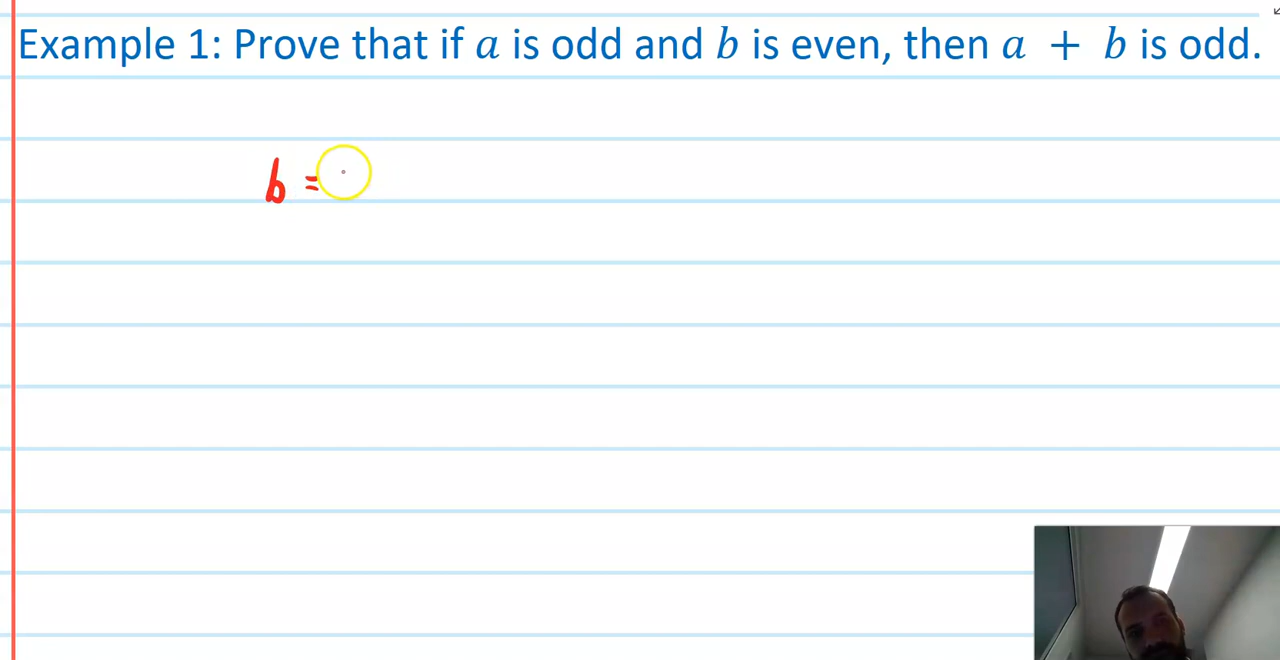 Example 1: Prove that if a is odd and b is even, then a + b is odd.
b =